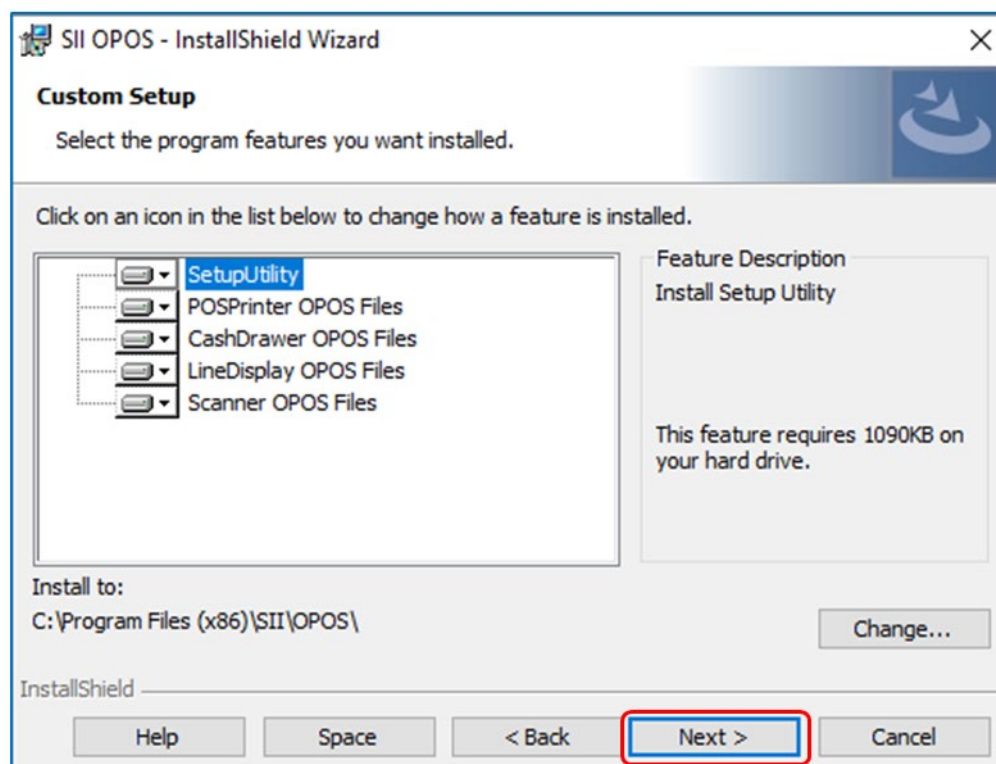 SII OPOS - InstallShield Wizard
Custom Setup
Select the program features you want installed.
Click on an icon in the list below to change how a feature is installed.
SetupUtility
POSPrinter OPOS Files
CashDrawer OPOS Files
LineDisplay OPOS Files
Scanner OPOS Files
Feature Description
Install Setup Utility
This feature requires 1090KB on
your hard drive.
Install to:
C:\Program Files (x86)\SII\OPOS\
Change...
InstallShield
Help
Space
< Back
Next >
Cancel